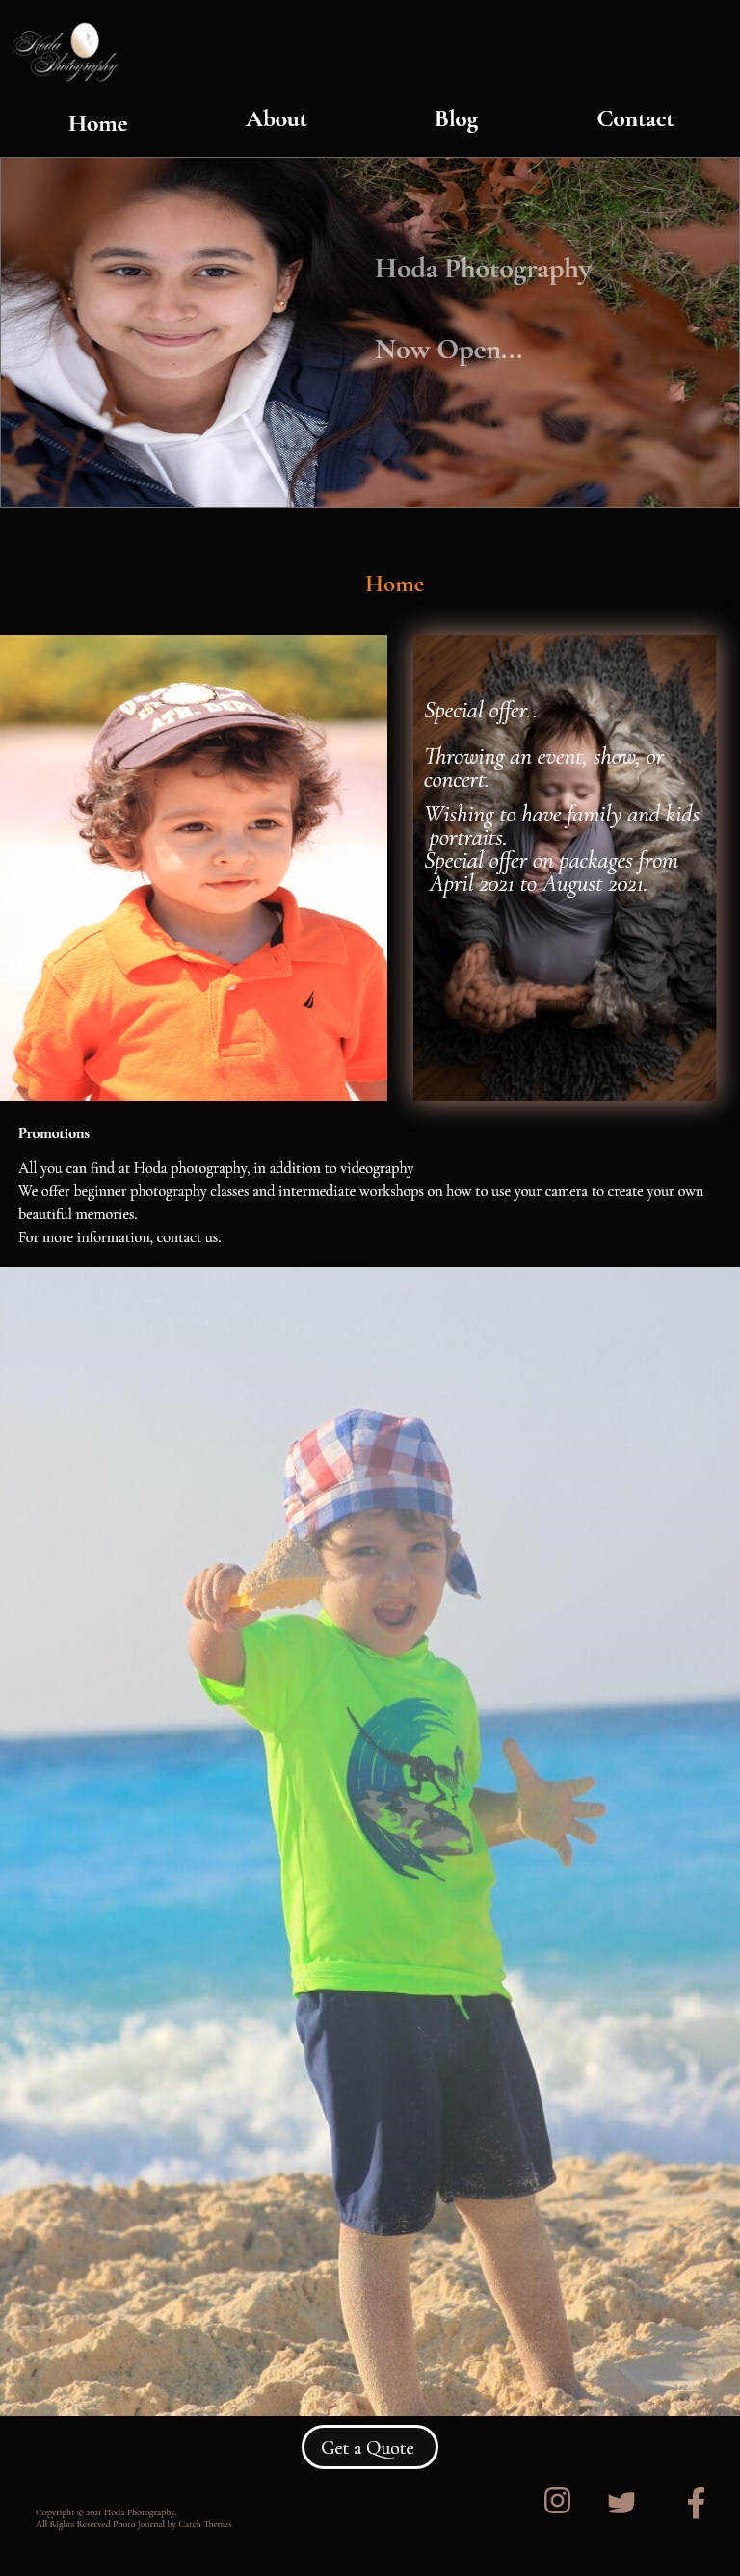 Hoda
Photography
Home About Blog Contact
Hoda Photography
Now Open...
Home
Special offer..
Throwing an event, show, or
concert.
Wishing to have family and kids
portraits.
Special offer on packages from
April 2021 to August 2021.
Promotions
All you can find at Hoda photography, in addition to videography
We offer beginner photography classes and intermediate workshops on how to use your camera to create your own
beautiful memories.
For more information, contact us.
Get a Quote
Copyright © 2021 Hoda Photography.
All Rights Reserved Photo Journal by Catch Themes